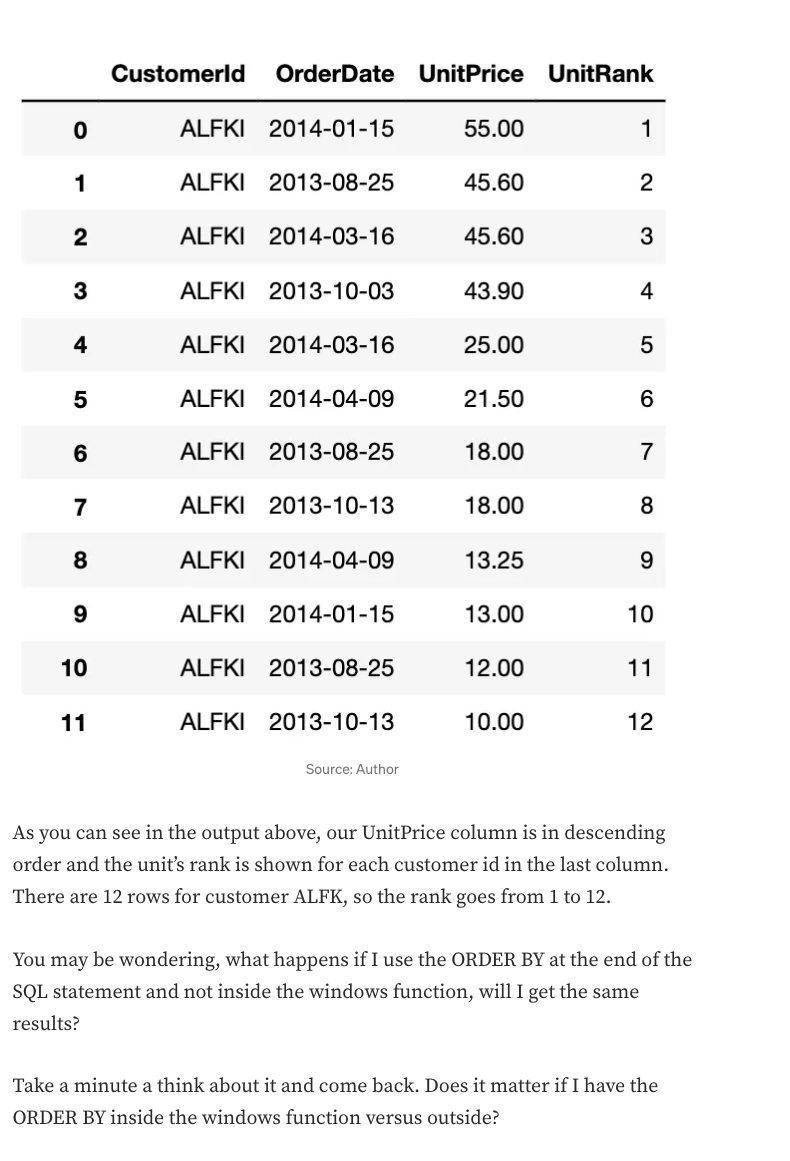 CustomerId OrderDate UnitPrice UnitRank
0 ALFKI 2014-01-15 55.00 1
1 ALFKI 2013-08-25 45.60 2
2 ALFKI 2014-03-16 45.60 3
3 ALFKI 2013-10-03 43.90 4
4 ALFKI 2014-03-16 25.00 5
5 ALFKI 2014-04-09 21.50 6
6 ALFKI 2013-08-25 18.00 7
7 ALFKI 2013-10-13 18.00 8
8 ALFKI 2014-04-09 13.25 9
9 ALFKI 2014-01-15 13.00 10
10 ALFKI 2013-08-25 12.00 11
11 ALFKI 2013-10-13 10.00 12
Source: Author
As you can see in the output above, our UnitPrice column is in descending
order and the unit’s rank is shown for each customer id in the last column.
There are 12 rows for customer ALFK, so the rank goes from 1 to 12.
You may be wondering, what happens if I use the ORDER BY at the end of the
SQL statement and not inside the windows function, will I get the same
results?
Take a minute a think about it and come back. Does it matter if I have the
ORDER BY inside the windows function versus outside?